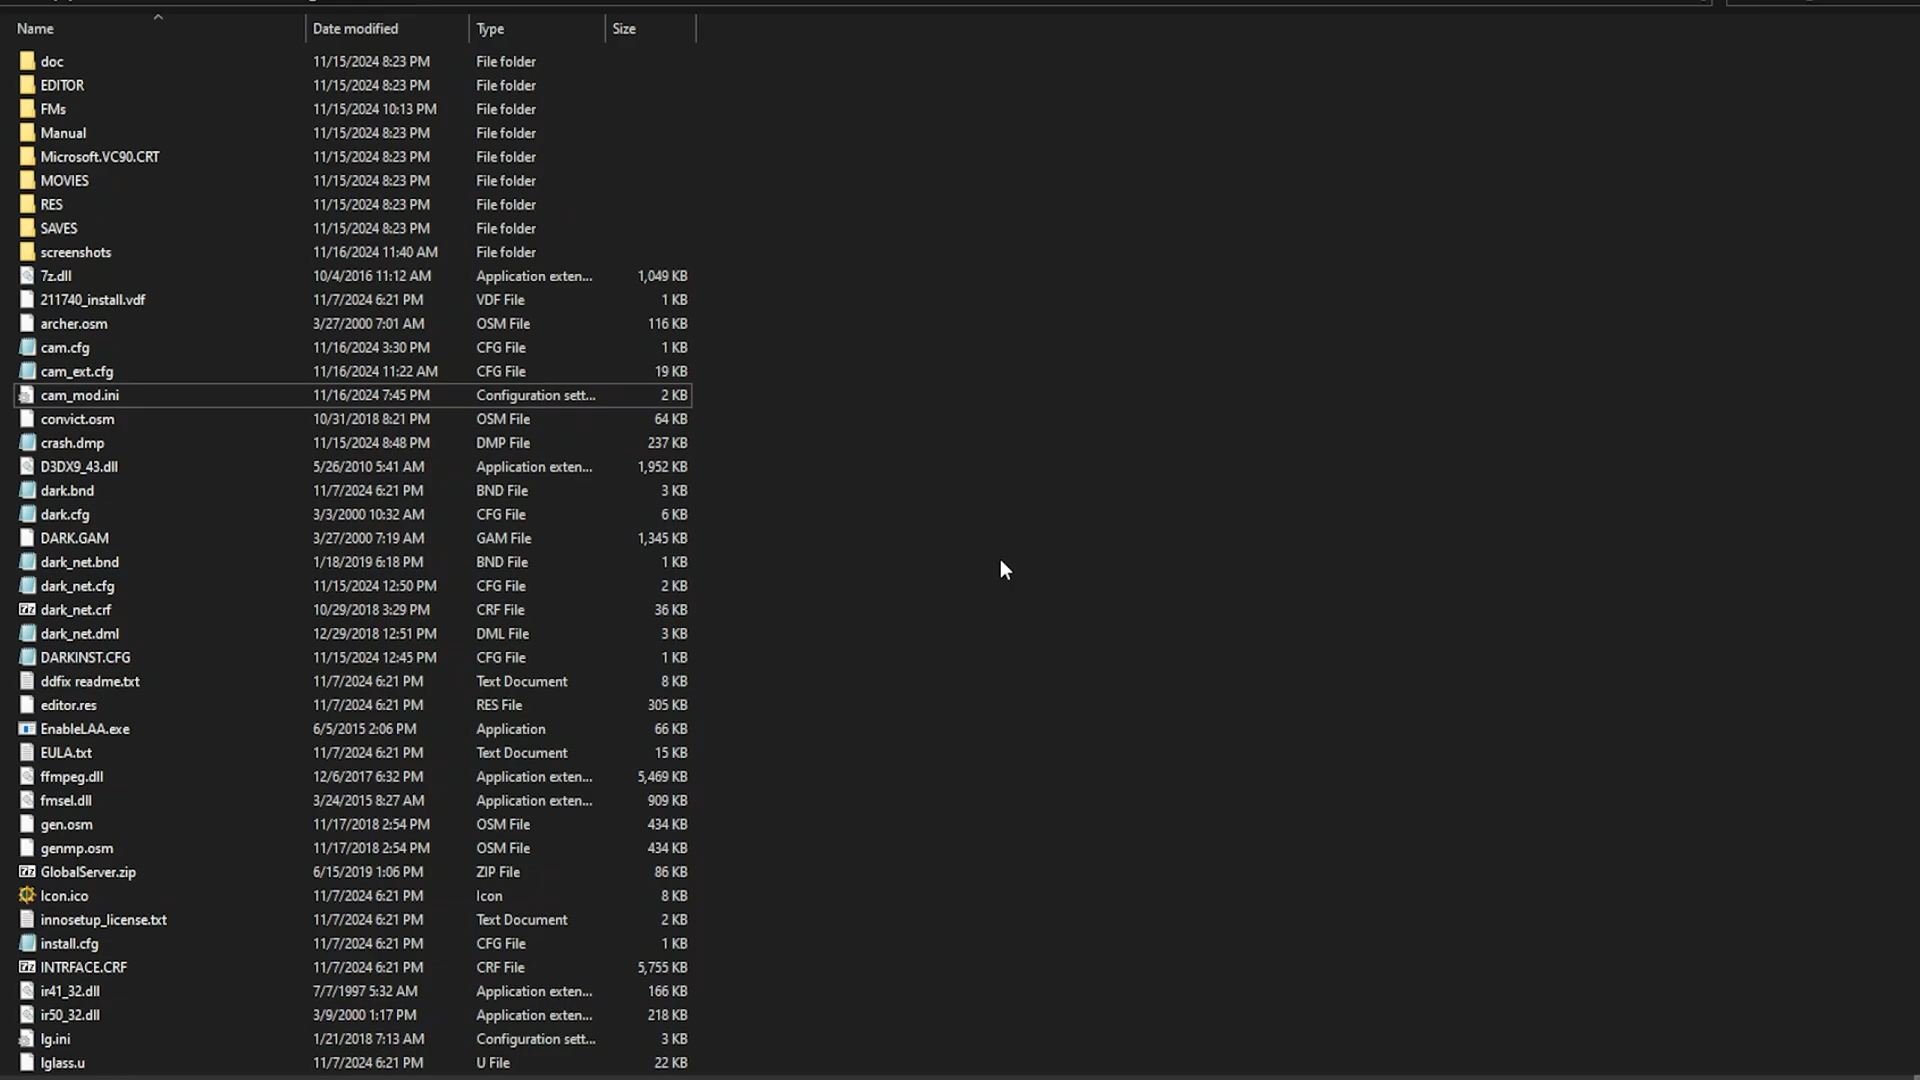 Name Date modified Type Size
doc 11/15/2024 8:23 PM File folder
EDITOR 11/15/2024 8:23 PM File folder
FMs 11/15/2024 10:13 PM File folder
Manual 11/15/2024 8:23 PM File folder
Microsoft.VC90.CRT 11/15/2024 8:23 PM File folder
MOVIES 11/15/2024 8:23 PM File folder
RES 11/15/2024 8:23 PM File folder
SAVES 11/15/2024 8:23 PM File folder
screenshots 11/16/2024 11:40 AM File folder
7z.dll 10/4/2016 11:12 AM Application exten... 1,049 KB
211740_install.vdf 11/7/2024 6:21 PM VDF File 1 KB
archer.osm 3/27/2000 7:01 AM OSM File 116 KB
cam.cfg 11/16/2024 3:30 PM CFG File 1 KB
cam_ext.cfg 11/16/2024 11:22 AM CFG File 19 KB
cam_mod.ini 11/16/2024 7:45 PM Configuration sett... 2 KB
convict.osm 10/31/2018 8:21 PM OSM File 64 KB
crash.dmp 11/15/2024 8:48 PM DMP File 237 KB
D3DX9_43.dll 5/26/2010 5:41 AM Application exten... 1,952 KB
dark.bnd 11/7/2024 6:21 PM BND File 3 KB
dark.cfg 3/3/2000 10:32 AM CFG File 6 KB
DARK.GAM 3/27/2000 7:19 AM GAM File 1,345 KB
dark_net.bnd 1/18/2019 6:18 PM BND File 1 KB
dark_net.cfg 11/15/2024 12:50 PM CFG File 2 KB
dark_net.crf 10/29/2018 3:29 PM CRF File 36 KB
dark_net.dml 12/29/2018 12:51 PM DML File 3 KB
DARKINST.CFG 11/15/2024 12:45 PM CFG File 1 KB
ddfix readme.txt 11/7/2024 6:21 PM Text Document 8 KB
editor.res 11/7/2024 6:21 PM RES File 305 KB
EnableLAA.exe 6/5/2015 2:06 PM Application 66 KB
EULA.txt 11/7/2024 6:21 PM Text Document 15 KB
ffmpeg.dll 12/6/2017 6:32 PM Application exten... 5,469 KB
fmsel.dll 3/24/2015 8:27 AM Application exten... 909 KB
gen.osm 11/17/2018 2:54 PM OSM File 434 KB
genmp.osm 11/17/2018 2:54 PM OSM File 434 KB
GlobalServer.zip 6/15/2019 1:06 PM ZIP File 86 KB
Icon.ico 11/7/2024 6:21 PM Icon 8 KB
innosetup_license.txt 11/7/2024 6:21 PM Text Document 2 KB
install.cfg 11/7/2024 6:21 PM CFG File 1 KB
INTRFACE.CRF 11/7/2024 6:21 PM CRF File 5,755 KB
ir41_32.dll 7/7/1997 5:32 AM Application exten... 166 KB
ir50_32.dll 3/9/2000 1:17 PM Application exten... 218 KB
lg.ini 1/21/2018 7:13 AM Configuration sett... 3 KB
lglass.u 11/7/2024 6:21 PM U File 22 KB